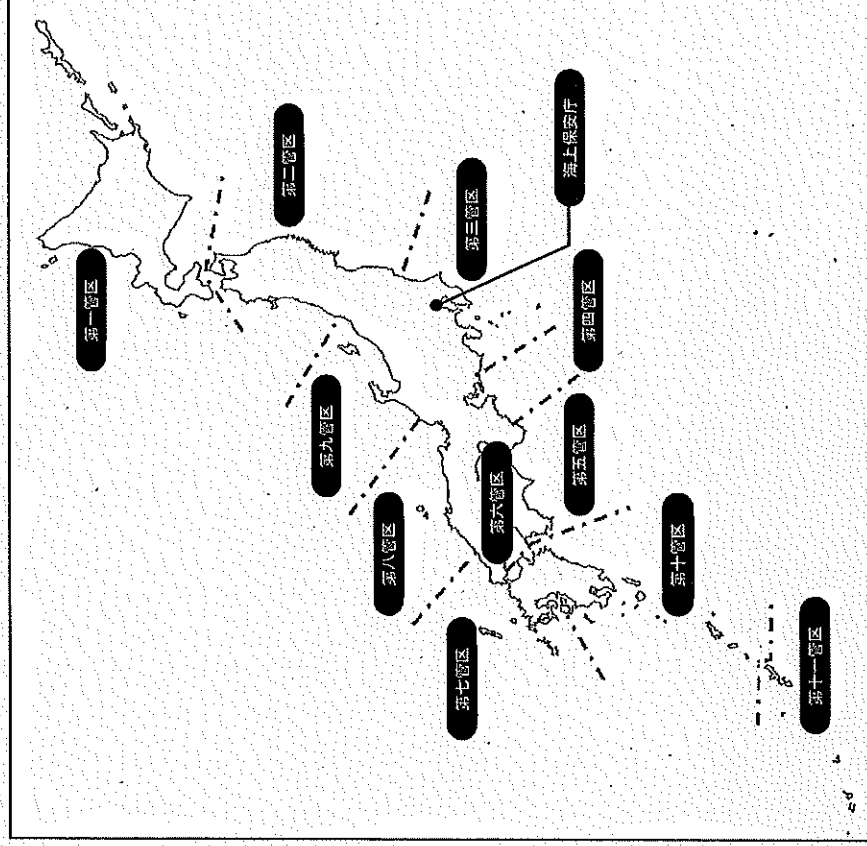 第一管区
第二管区
第三管区
海上保安庁
第四管区
第五管区
第六管区
第七管区
第八管区
第九管区
第十管区
第十一管区